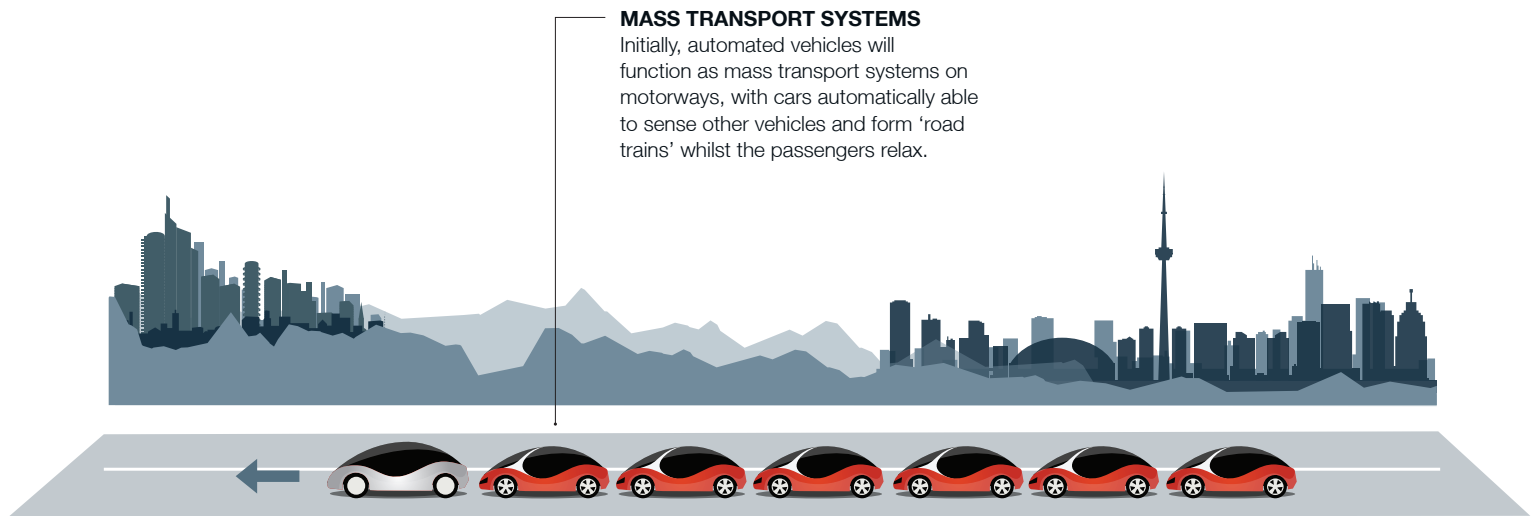 MASS TRANSPORT SYSTEMS
Initially, automated vehicles will
function as mass transport systems on
motorways, with cars automatically able
to sense other vehicles and form ‘road
trains’ whilst the passengers relax.